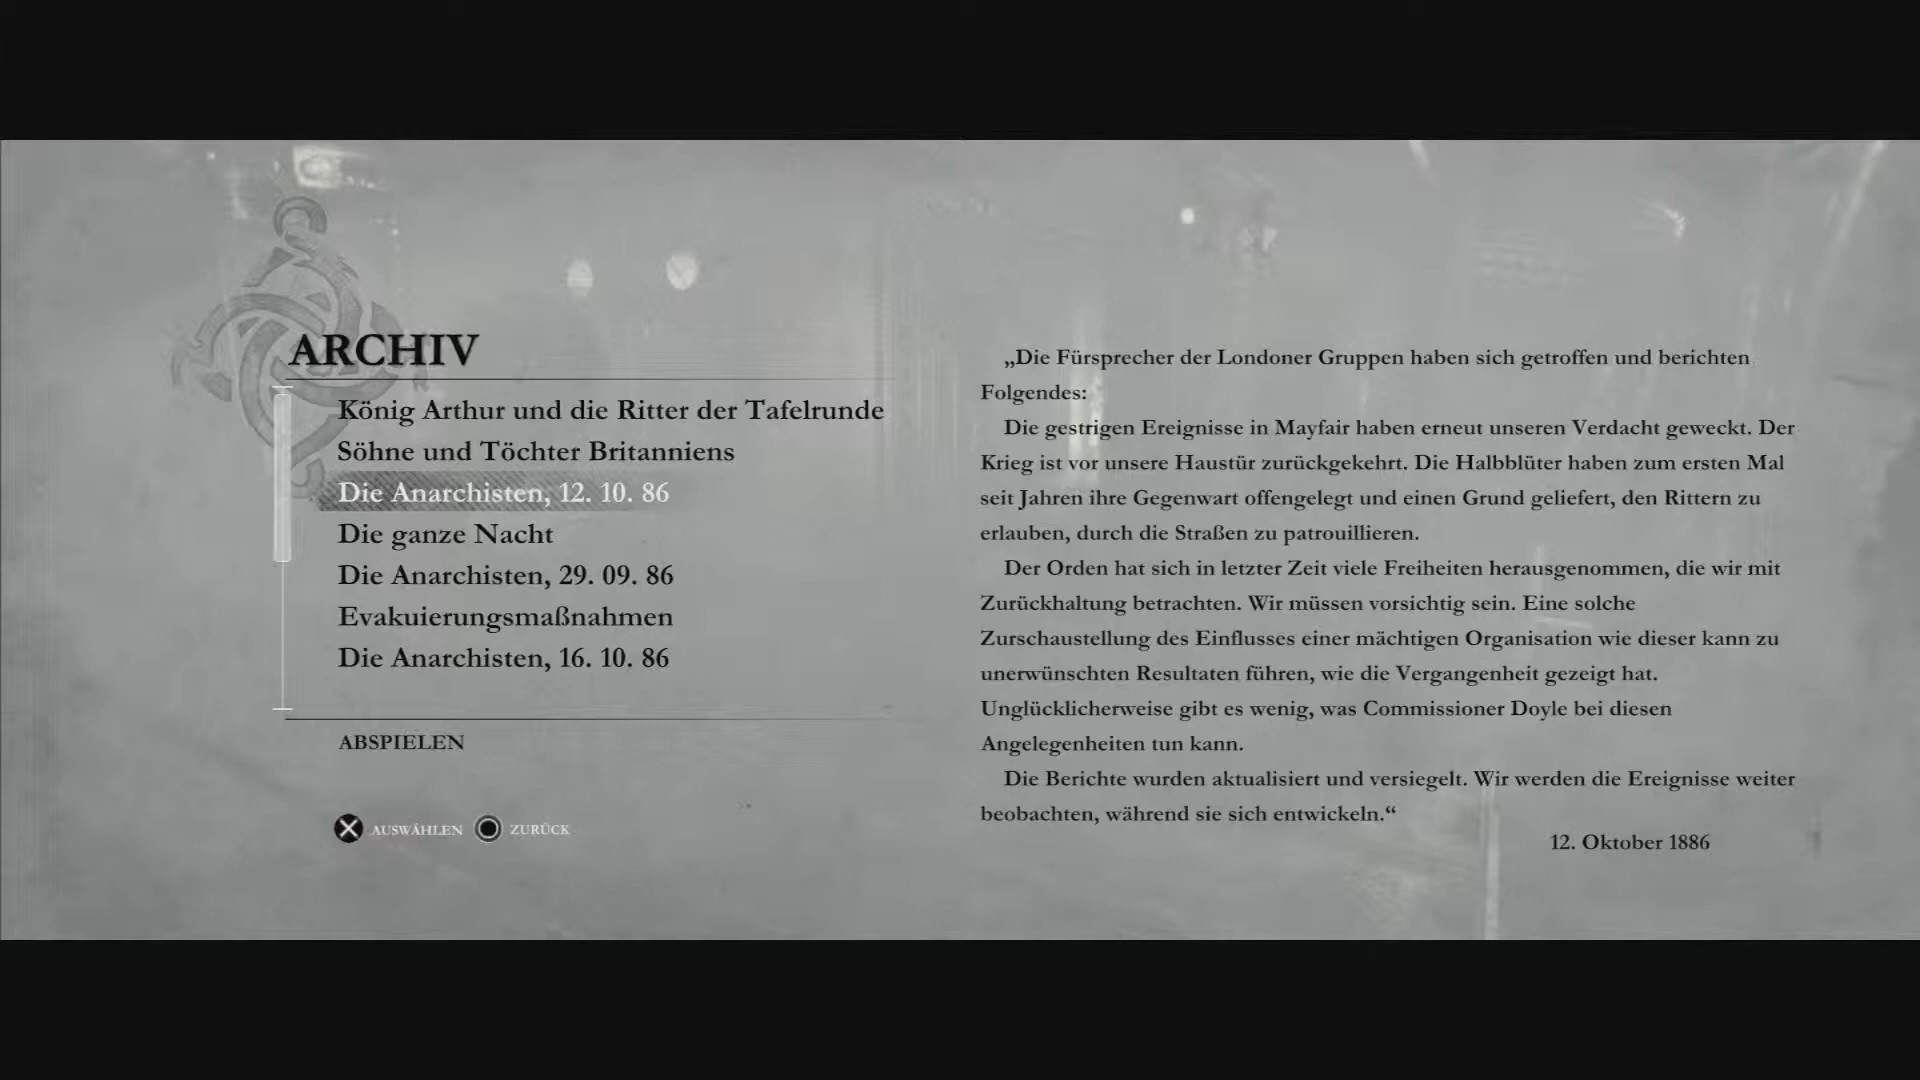 ARCHIV
König Arthur und die Ritter der Tafelrunde
Söhne und Töchter Britanniens
Die Anarchisten, 12. 10. 86
Die ganze Nacht
Die Anarchisten, 29. 09. 86
Evakuierungsmaßnahmen
Die Anarchisten, 16. 10. 86
ABSPIELEN
AUSWÄHLEN ZURÜCK
„Die Fürsprecher der Londoner Gruppen haben sich getroffen und berichten
Folgendes:
Die gestrigen Ereignisse in Mayfair haben erneut unseren Verdacht geweckt. Der
Krieg ist vor unsere Haustür zurückgekehrt. Die Halbblüter haben zum ersten Mal
seit Jahren ihre Gegenwart offengelegt und einen Grund geliefert, den Rittern zu
erlauben, durch die Straßen zu patrouillieren.
Der Orden hat sich in letzter Zeit viele Freiheiten herausgenommen, die wir mit
Zurückhaltung betrachten. Wir müssen vorsichtig sein. Eine solche
Zurschaustellung des Einflusses einer mächtigen Organisation wie dieser kann zu
unerwünschten Resultaten führen, wie die Vergangenheit gezeigt hat.
Unglücklicherweise gibt es wenig, was Commissioner Doyle bei diesen
Angelegenheiten tun kann.
Die Berichte wurden aktualisiert und versiegelt. Wir werden die Ereignisse weiter
beobachten, während sie sich entwickeln.“
12. Oktober 1886